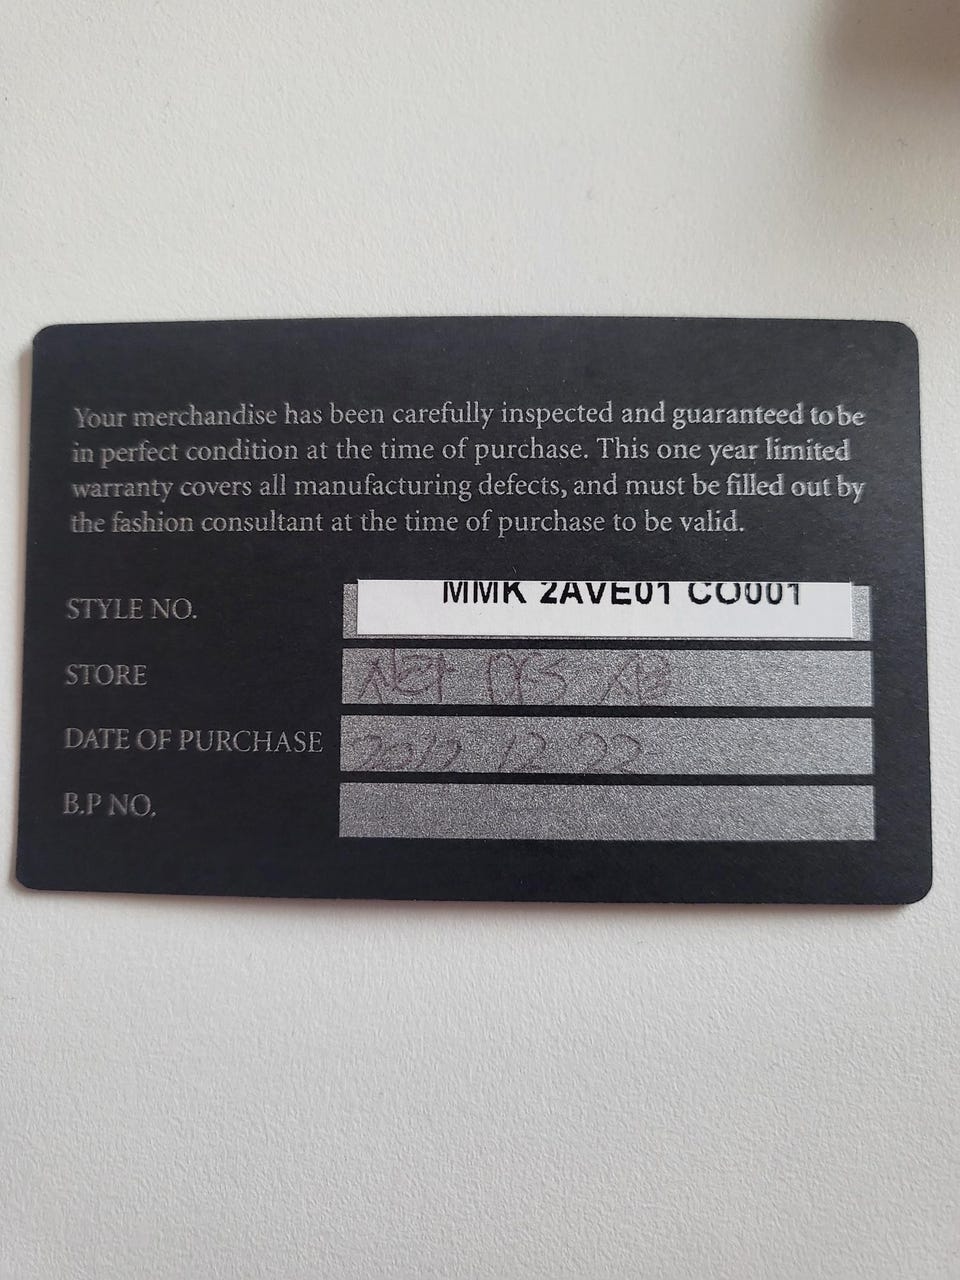 Your merchandise has been carefully inspected and guaranteed to be
in perfect condition at the time of purchase. This one year limited
warranty covers all manufacturing defects, and must be filled out by
the fashion consultant at the time of purchase to be valid.
STYLE NO. MMK 2AVE01 CO001
STORE
DATE OF PURCHASE 12 22
B.P NO.